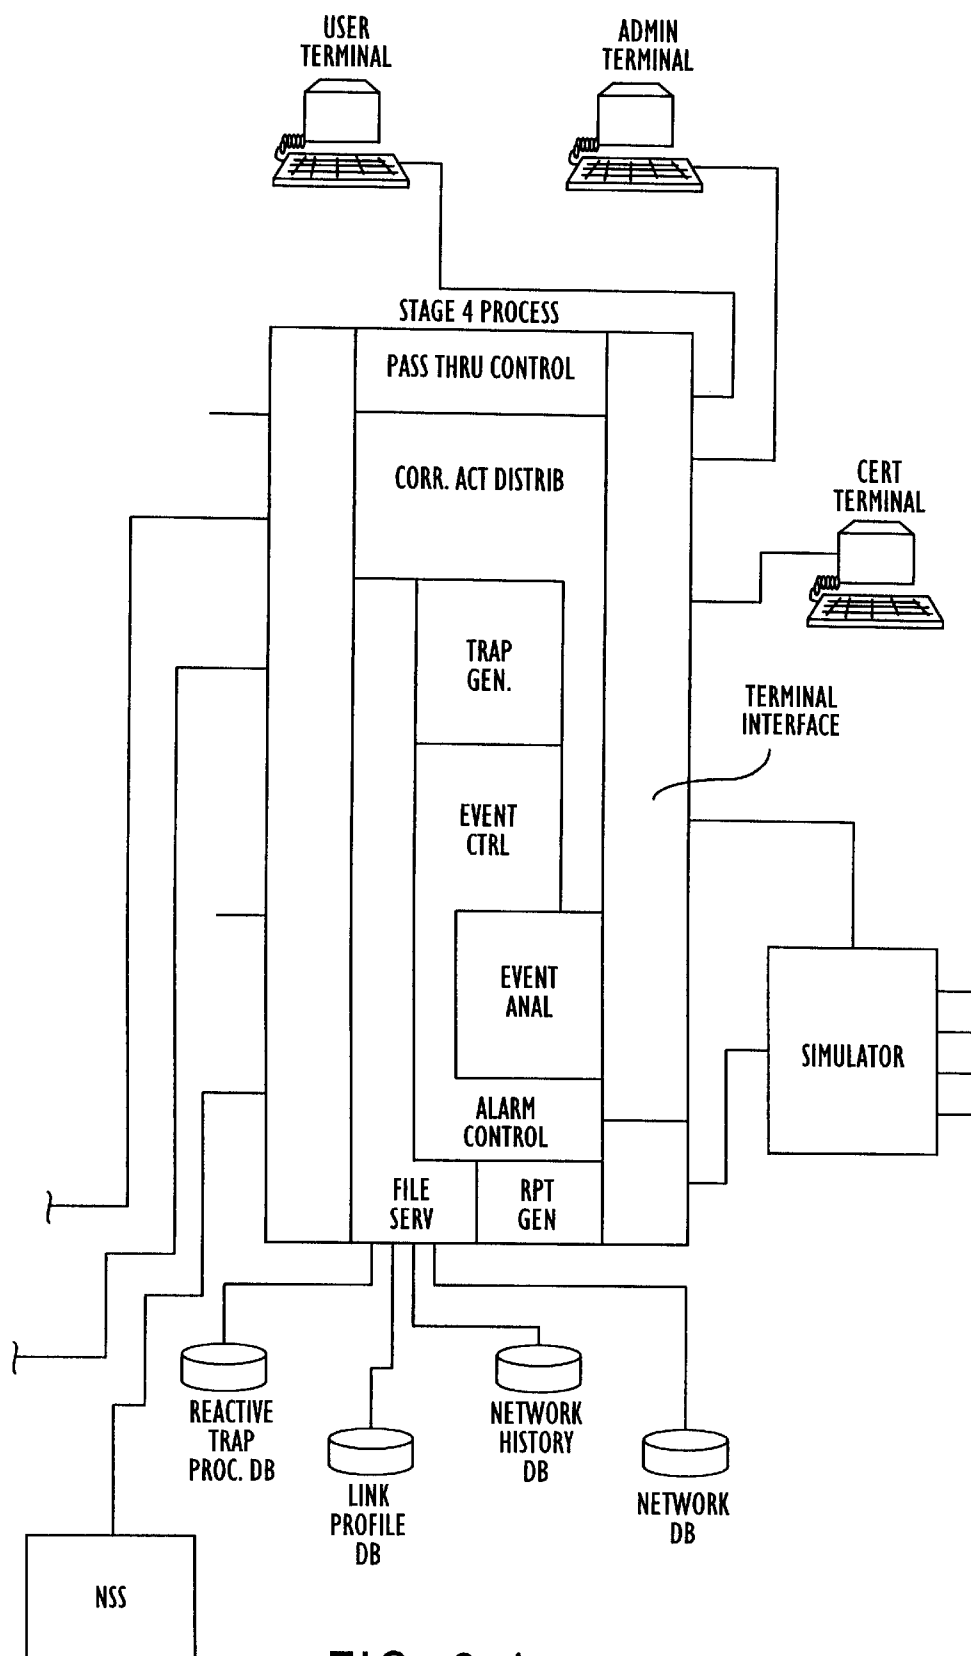 USER
TERMINAL
ADMIN
TERMINAL
STAGE 4 PROCESS
PASS THRU CONTROL
CORR. ACT DISTRIB
CERT
TERMINAL
TRAP
GEN.
TERMINAL
INTERFACE
EVENT
CTRL
EVENT
ANAL
SIMULATOR
ALARM
CONTROL
FILE
SERV
RPT
GEN
REACTIVE
TRAP
PROC. DB
LINK
PROFILE
DB
NETWORK
HISTORY
DB
NETWORK
DB
NSS